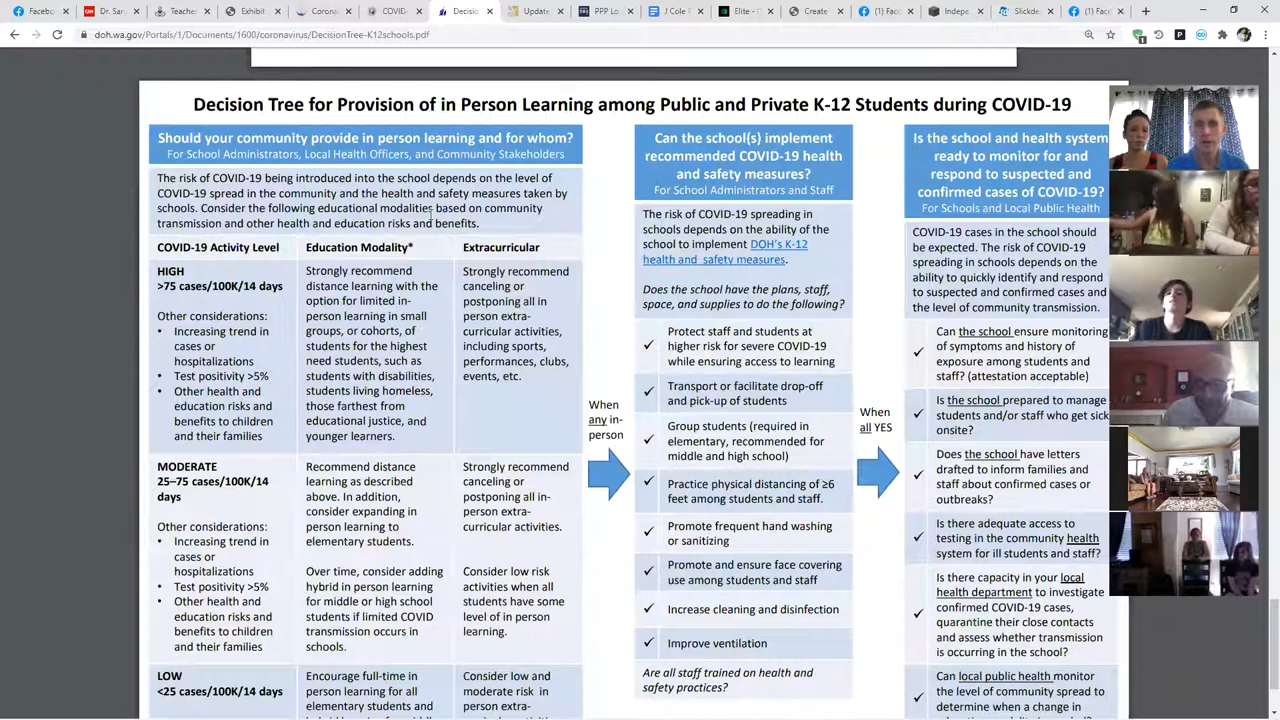 Faceboo
Dr. San
Teache
Exhibit
Corona
COVID
Decisio
Update
PPP Lo
J Cole F
Elite - C
Create
(1) Fac
Indepe
Slickde
(1) Fac
doh.wa.gov/Portals/1/Documents/1600/coronavirus/DecisionTree-K12schools.pdf
Decision Tree for Provision of in Person Learning among Public and Private K-12 Students during COVID-19
Should your community provide in person learning and for whom?
For School Administrators, Local Health Officers, and Community Stakeholders
The risk of COVID-19 being introduced into the school depends on the level of
COVID-19 spread in the community and the health and safety measures taken by
schools. Consider the following educational modalities based on community
transmission and other health and education risks and benefits.
COVID-19 Activity Level
Education Modality*
Extracurricular
HIGH
>75 cases/100K/14 days
Other considerations:
• Increasing trend in
cases or
hospitalizations
• Test positivity >5%
• Other health and
education risks and
benefits to children
and their families
Strongly recommend
distance learning with the
option for limited in-
person learning in small
groups, or cohorts, of
students for the highest
need students, such as
students with disabilities,
students living homeless,
those farthest from
educational justice, and
younger learners.
Strongly recommend
canceling or
postponing all in
person extra-
curricular activities,
including sports,
performances, clubs,
events, etc.
MODERATE
25–75 cases/100K/14
days
Other considerations:
• Increasing trend in
cases or
hospitalizations
• Test positivity >5%
• Other health and
education risks and
benefits to children
and their families
Recommend distance
learning as described
above. In addition,
consider expanding in
person learning to
elementary students.
Over time, consider adding
hybrid in person learning
for middle or high school
students if limited COVID
transmission occurs in
schools.
Strongly recommend
canceling or
postponing all in-
person extra-
curricular activities.
Consider low risk
activities when all
students have some
level of in person
learning.
LOW
<25 cases/100K/14 days
Encourage full-time in
person learning for all
elementary students and
Consider low and
moderate risk in
person extra-
When
any in-
person
Can the school(s) implement
recommended COVID-19 health
and safety measures?
For School Administrators and Staff
The risk of COVID-19 spreading in
schools depends on the ability of the
school to implement DOH's K-12
health and safety measures.
Does the school have the plans, staff,
space, and supplies to do the following?
✓ Protect staff and students at
higher risk for severe COVID-19
while ensuring access to learning
✓ Transport or facilitate drop-off
and pick-up of students
✓ Group students (required in
elementary, recommended for
middle and high school)
✓ Practice physical distancing of ≥6
feet among students and staff.
✓ Promote frequent hand washing
or sanitizing
✓ Promote and ensure face covering
use among students and staff
✓ Increase cleaning and disinfection
✓ Improve ventilation
Are all staff trained on health and
safety practices?
When
all YES
Is the school and health system
ready to monitor for and
respond to suspected and
confirmed cases of COVID-19?
For Schools and Local Public Health
COVID-19 cases in the school should
be expected. The risk of COVID-19
spreading in schools depends on the
ability to quickly identify and respond
to suspected and confirmed cases and
the level of community transmission.
✓ Can the school ensure monitoring
of symptoms and history of
exposure among students and
staff? (attestation acceptable)
✓ Is the school prepared to manage
students and/or staff who get sick
onsite?
✓ Does the school have letters
drafted to inform families and
staff about confirmed cases or
outbreaks?
✓ Is there adequate access to
testing in the community health
system for ill students and staff?
✓ Is there capacity in your local
health department to investigate
confirmed COVID-19 cases,
quarantine their close contacts
and assess whether transmission
is occurring in the school?
✓ Can local public health monitor
the level of community spread to
determine when a change in